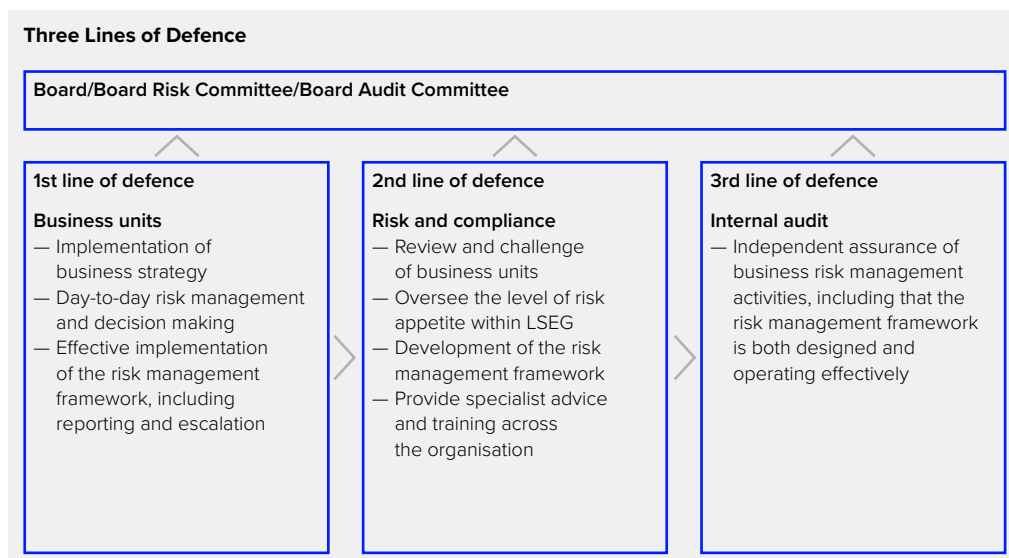 Three Lines of Defence
Board/Board Risk Committee/Board Audit Committee
1st line of defence
Business units
— Implementation of
business strategy
— Day-to-day risk management
and decision making
— Effective implementation
of the risk management
framework, including
reporting and escalation
2nd line of defence
Risk and compliance
— Review and challenge
of business units
— Oversee the level of risk
appetite within LSEG
— Development of the risk
management framework
— Provide specialist advice
and training across
the organisation
3rd line of defence
Internal audit
— Independent assurance of
business risk management
activities, including that the
risk management framework
is both designed and
operating effectively